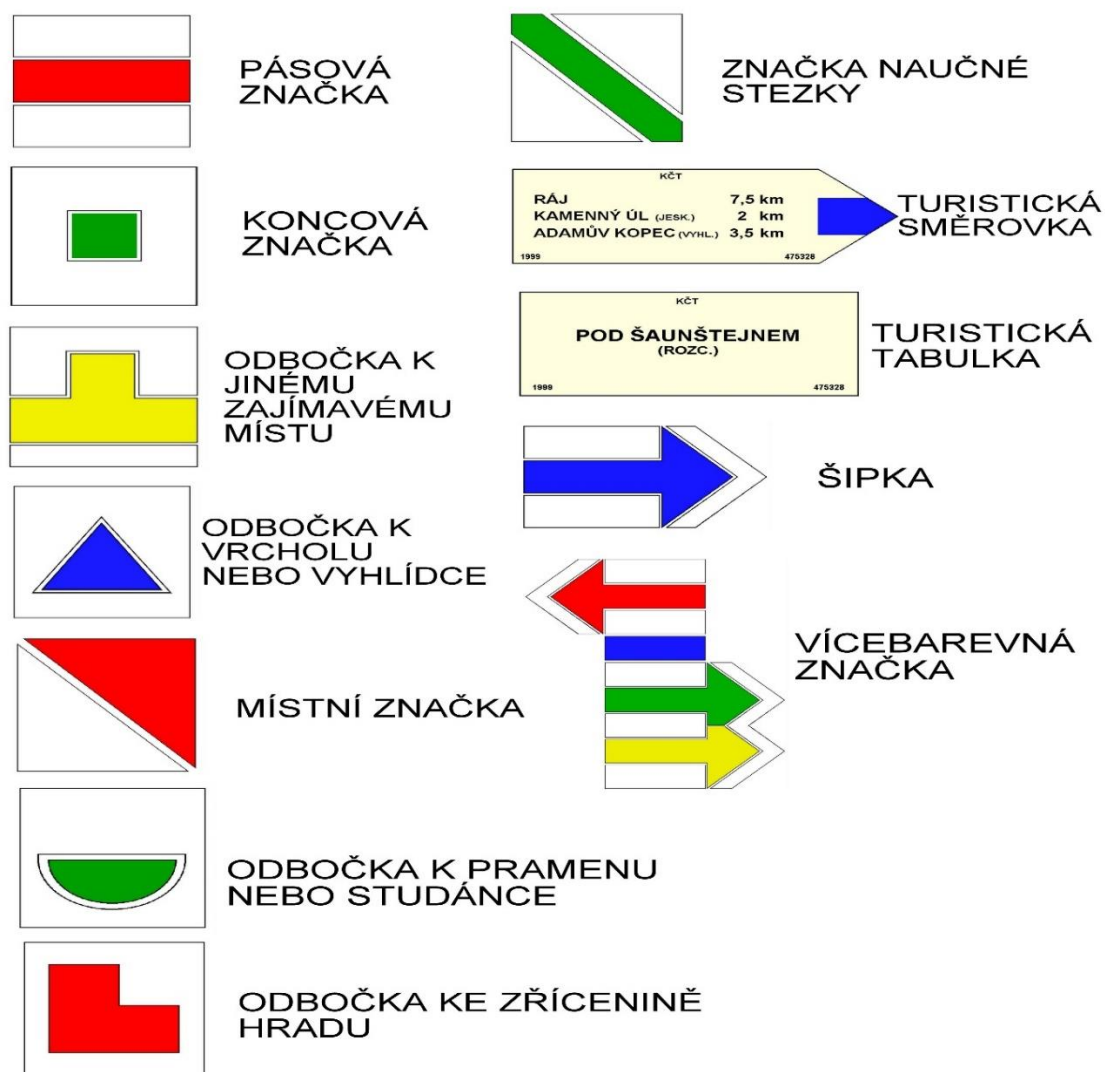 PÁSOVÁ
ZNAČKA
KONCOVÁ
ZNAČKA
ODBOČKA K
JINÉMU
ZAJÍMAVÉMU
MÍSTU
ODBOČKA K
VRCHOLU
NEBO VYHLÍDCE
MÍSTNÍ ZNAČKA
ODBOČKA K PRAMENU
NEBO STUDÁNCE
ODBOČKA KE ZŘÍCENINĚ
HRADU
ZNAČKA NAUČNÉ
STEZKY
KČT
RÁJ 7,5 km
KAMENNÝ ÚL (JESK.) 2 km
ADAMŮV KOPEC (VYHL.) 3,5 km
1999 475328
TURISTICKÁ
SMĚROVKA
KČT
POD ŠAUNŠTEJNEM
(ROZC.)
1999 475328
TURISTICKÁ
TABULKA
ŠIPKA
VÍCEBAREVNÁ
ZNAČKA